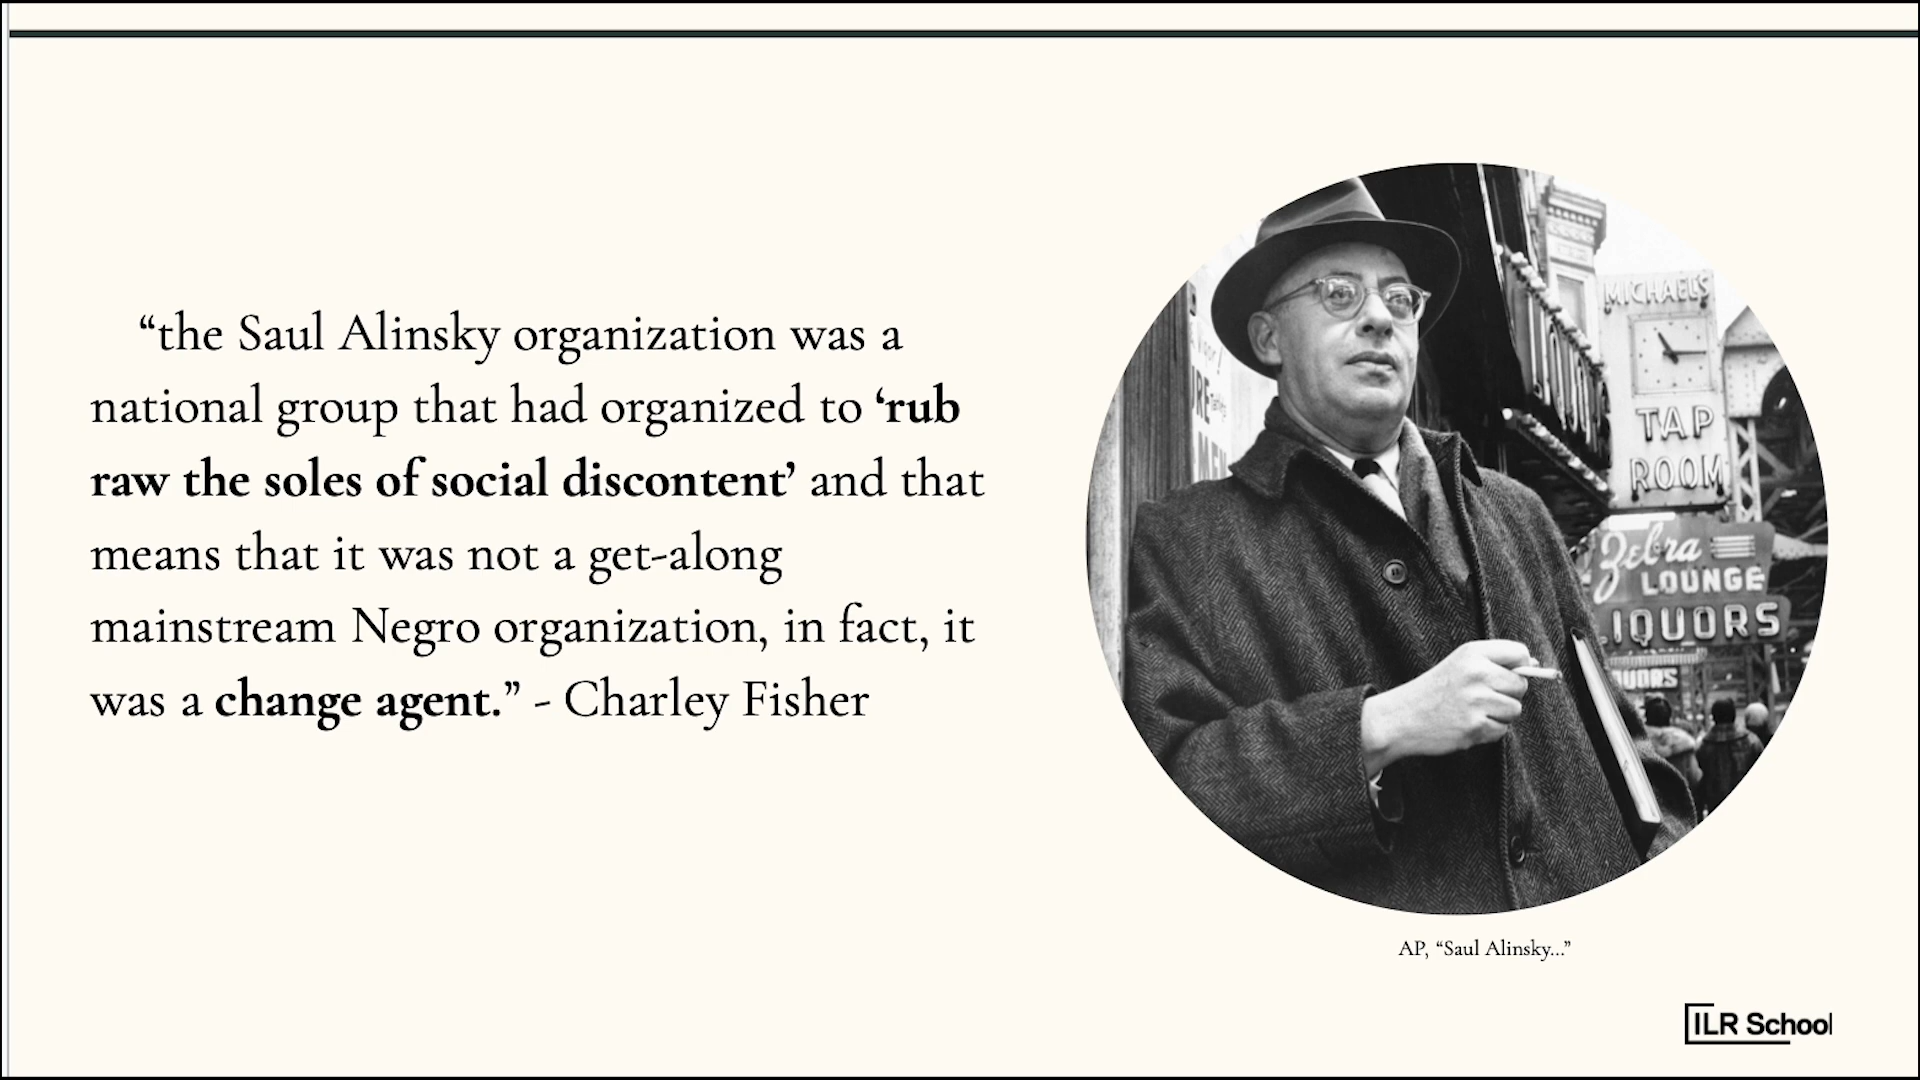 “the Saul Alinsky organization was a
national group that had organized to ‘rub
raw the soles of social discontent’ and that
means that it was not a get-along
mainstream Negro organization, in fact, it
was a change agent.” - Charley Fisher
MICHAEL'S
TAP
ROOM
Zebra
LOUNGE
LIQUORS
AP, “Saul Alinsky...”
ILR School